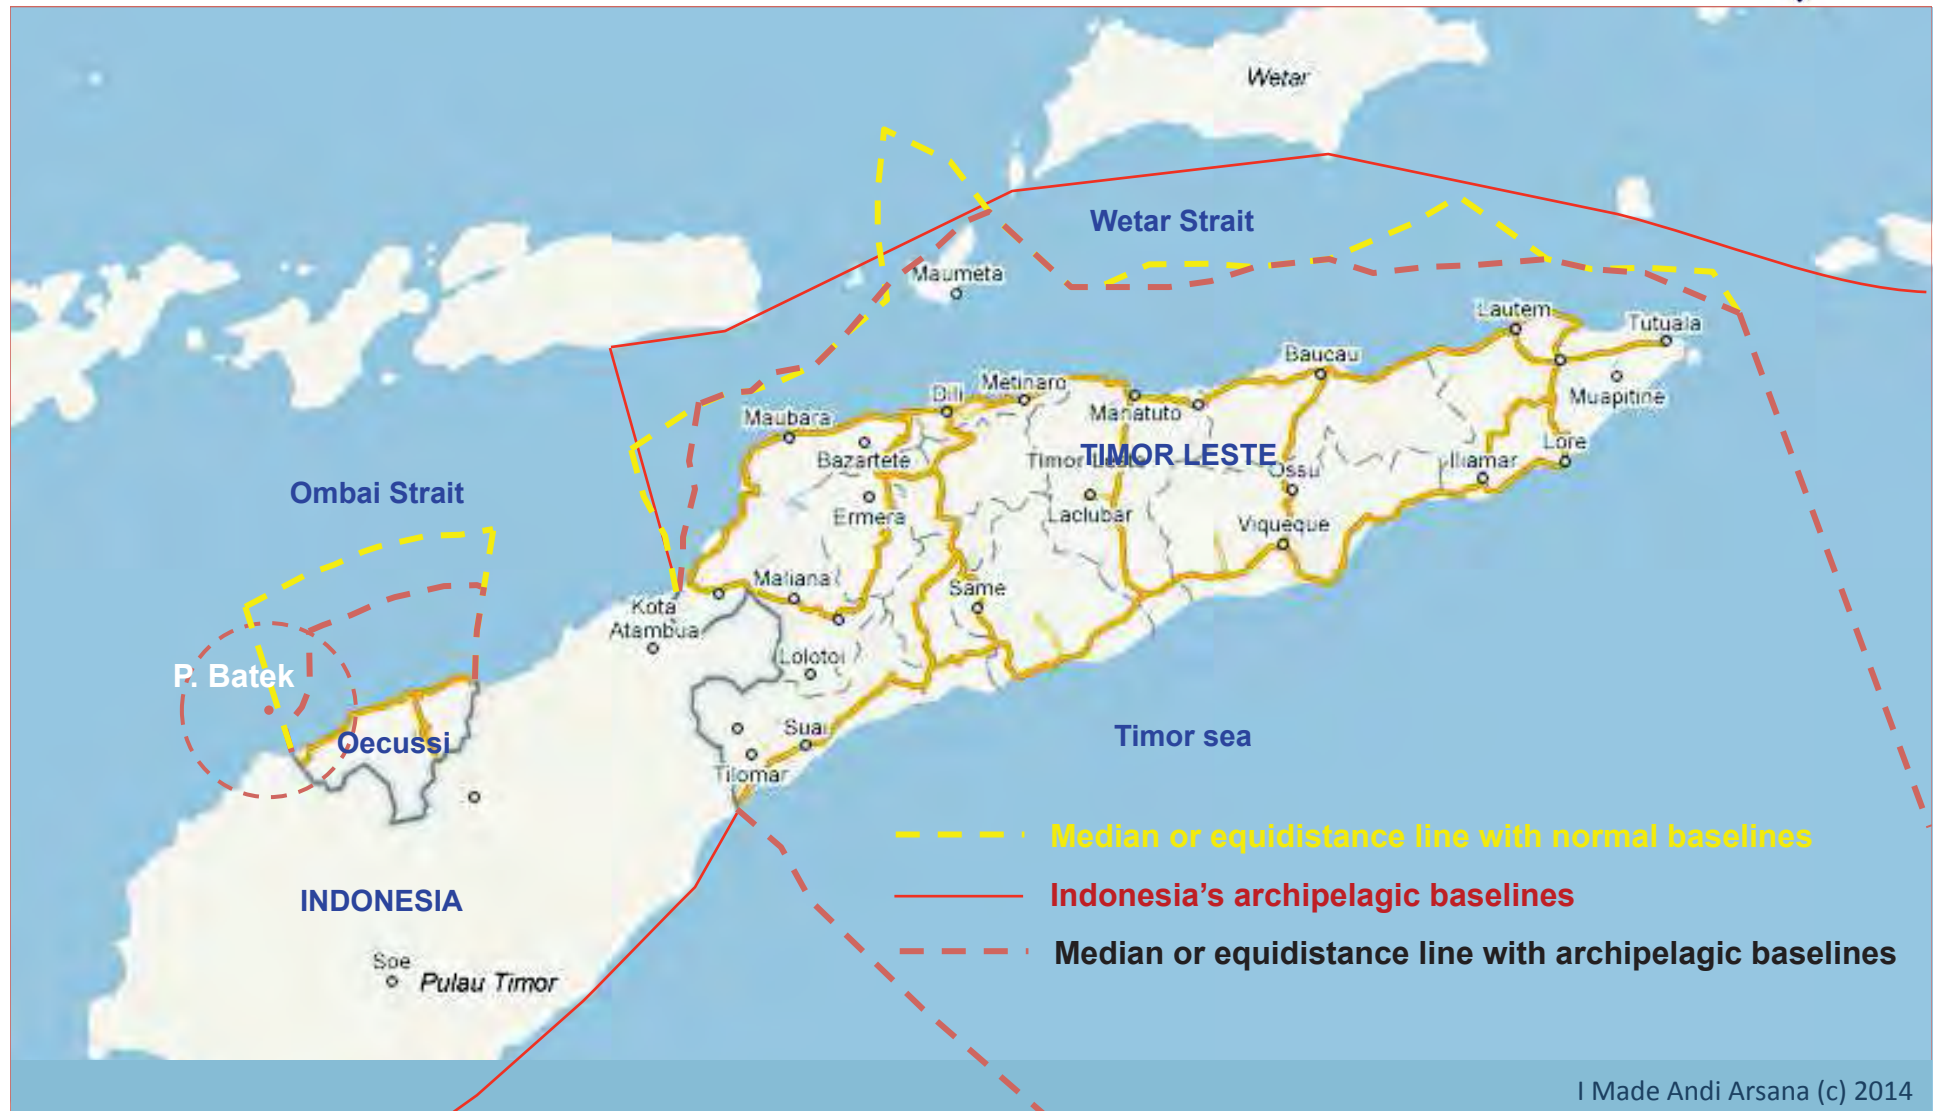 Wetar
Wetar Strait
Maumeta
Lautem
Tutuala
Baucau
Metinaro
Dili
Manatuto
Muapitine
Maubara
Lore
Bazartete
Timor Leste
TIMOR LESTE
Iliamar
Ossu
Ombai Strait
Ermera
Laclubar
Viqueque
Maliana
Same
Kota
Atambua
Lolotoi
P. Batek
Suai
Timor sea
Oecussi
Tilomar
Median or equidistance line with normal baselines
INDONESIA
Indonesia's archipelagic baselines
Median or equidistance line with archipelagic baselines
Soe
Pulau Timor
I Made Andi Arsana (c) 2014